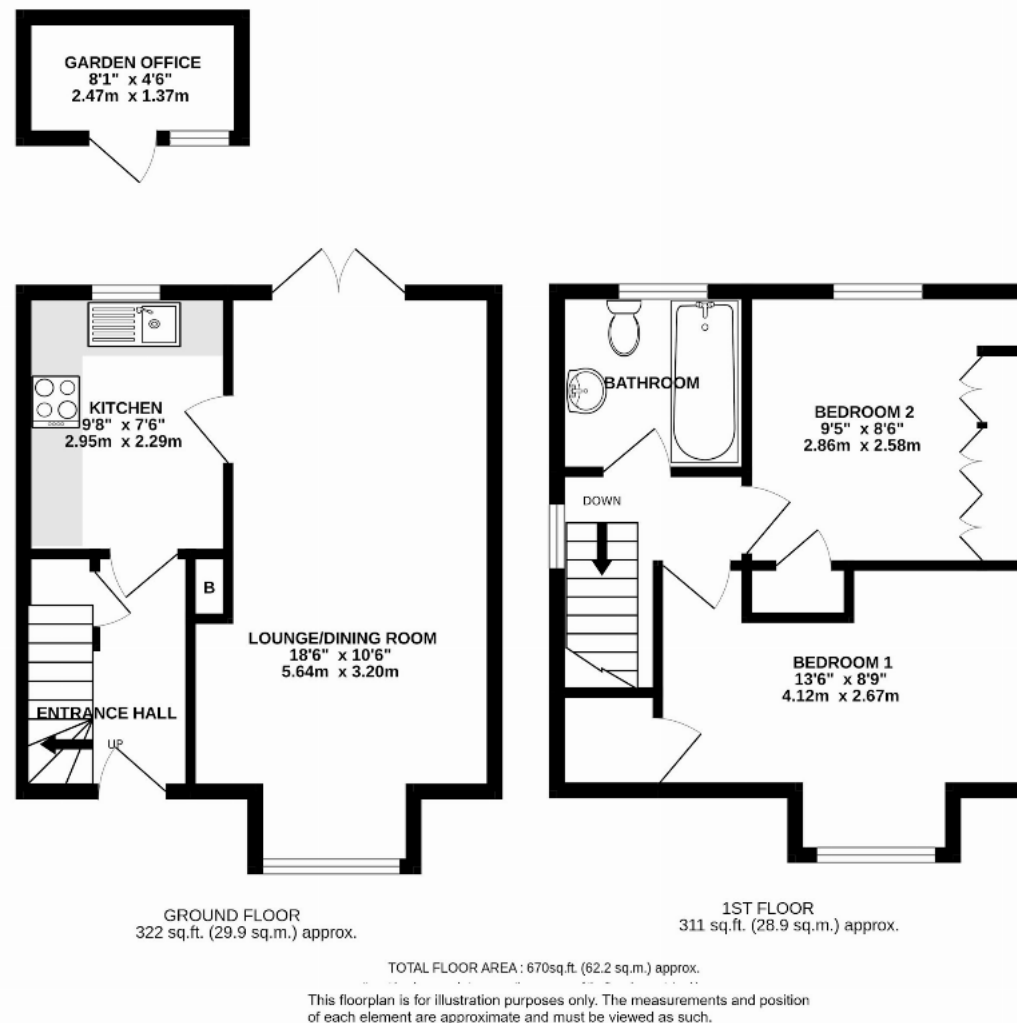 GARDEN OFFICE
8'1" x 4'6"
2.47m x 1.37m
KITCHEN
9'8" x 7'6"
2.95m x 2.29m
B
LOUNGE/DINING ROOM
18'6" x 10'6"
5.64m x 3.20m
ENTRANCE HALL
UP
BATHROOM
BEDROOM 2
9'5" x 8'6"
2.86m x 2.58m
DOWN
BEDROOM 1
13'6" x 8'9"
4.12m x 2.67m
GROUND FLOOR
322 sq.ft. (29.9 sq.m.) approx.
1ST FLOOR
311 sq.ft. (28.9 sq.m.) approx.
TOTAL FLOOR AREA : 670sq.ft. (62.2 sq.m.) approx.
This floorplan is for illustration purposes only. The measurements and position
of each element are approximate and must be viewed as such.